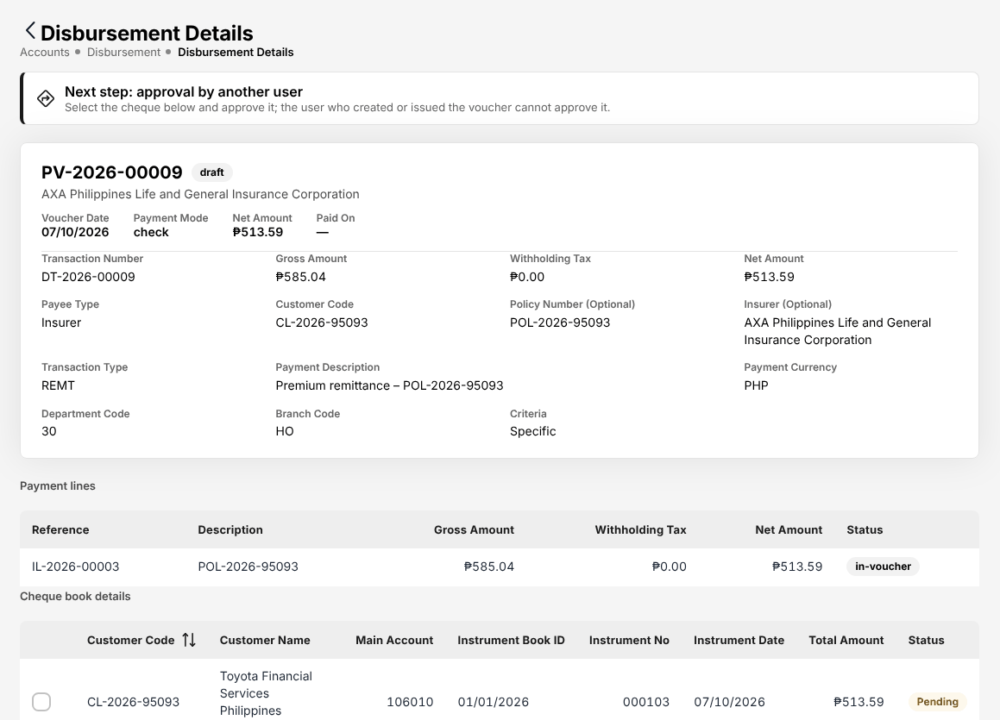 Disbursement Details
Accounts ● Disbursement ● Disbursement Details
Next step: approval by another user
Select the cheque below and approve it; the user who created or issued the voucher cannot approve it.
PV-2026-00009 draft
AXA Philippines Life and General Insurance Corporation
Voucher Date Payment Mode Net Amount Paid On
07/10/2026 check ₱513.59 —
Transaction Number Gross Amount Withholding Tax Net Amount
DT-2026-00009 ₱585.04 ₱0.00 ₱513.59
Payee Type Customer Code Policy Number (Optional) Insurer (Optional)
Insurer CL-2026-95093 POL-2026-95093 AXA Philippines Life and General
Insurance Corporation
Transaction Type Payment Description Payment Currency
REMT Premium remittance – POL-2026-95093 PHP
Department Code Branch Code Criteria
30 HO Specific
Payment lines
Reference Description Gross Amount Withholding Tax Net Amount Status
IL-2026-00003 POL-2026-95093 ₱585.04 ₱0.00 ₱513.59 in-voucher
Cheque book details
Customer Code Customer Name Main Account Instrument Book ID Instrument No Instrument Date Total Amount Status
Toyota Financial
Services
CL-2026-95093 106010 01/01/2026 000103 07/10/2026 ₱513.59 Pending
Philippines